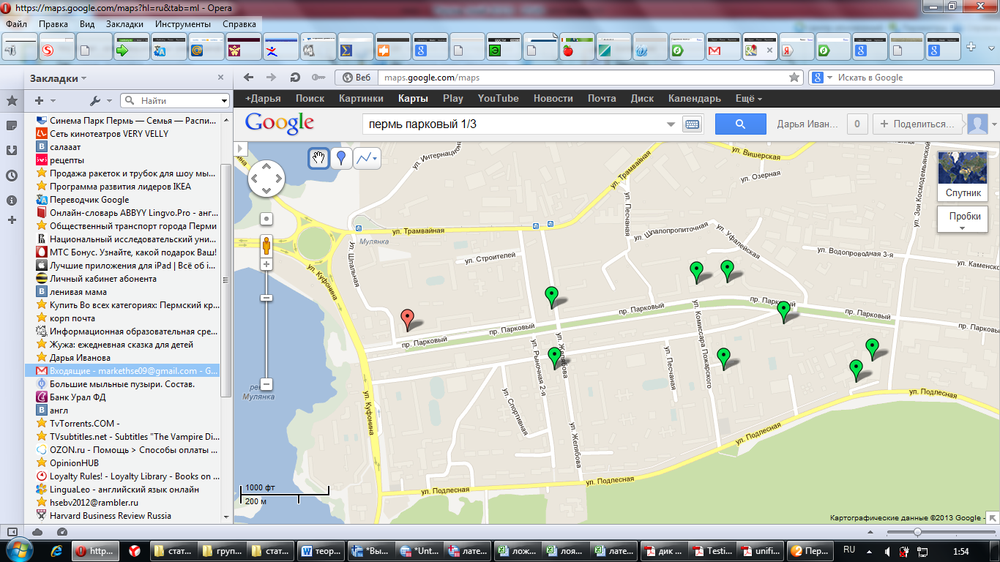 https://maps.google.com/maps?hl=ru&tab=ml - Opera
Файл Правка Вид Закладки Инструменты Справка
Закладки
Веб maps.google.com/maps Искать в Google
Найти
+Дарья Поиск Картинки Карты Play YouTube Новости Почта Диск Календарь Ещё
Google пермь парковый 1/3 Дарья Иван... 0 + Поделиться...
Синема Парк Пермь — Семья — Распи...
Сеть кинотеатров VERY VELLY
салаaат
рецепты
Продажа ракеток и трубок для шоу мы...
Программа развития лидеров IKEA
Переводчик Google
Онлайн-словарь ABBYY Lingvo.Pro - анг...
Общественный транспорт города Перми
Национальный исследовательский уни...
МТС Бонус. Узнайте, какой подарок Ваш!
Лучшие приложения для iPad | Всё об i...
Личный кабинет абонента
ленивая мама
Купить Во всех категориях: Пермский кр...
корп почта
Информационная образовательная сре...
Жужа: ежедневная сказка для детей
Дарья Иванова
Входящие - markethse09@gmail.com - G...
Большие мыльные пузыри. Состав.
Банк Урал ФД
англ
TvTorrents.COM -
TVsubtitles.net - Subtitles "The Vampire Di...
OZON.ru - Помощь > Способы оплаты ...
OpinionHUB
Loyalty Rules! - Loyalty Library - Books on ...
LinguaLeo - английский язык онлайн
hsebv2012@rambler.ru
Harvard Business Review Russia
ул. Интернацио
ул. Вишерская
ул. Озерная
ул. Трамвайная
ул. Зои Космодемьянской
Спутник
Пробки
ул. Песчаная
ул. Трамвайная
Мулянка
ул. Шпалопропиточная
ул. Уфалейская
ул. Строителей
ул. Водопроводная 3-я
ул. Каменско
ул. Шпальная
ул. Куфонина
пр. Парковый
пр. Парковый
пр. Парковый
пр. Парковый
пр. Парковый
пр. Парковы
ул. Рыночная 2-я
ул. Желябова
ул. Песчаная
ул. Комиссара Пожарского
Мулянка
ул. Куфонина
ул. Спортивная
ул. Желябова
ул. Подлесная
ул. Подлесная
ул. Подлесная
ул. Подлесная
1000 фт
200 м
Картографические данные ©2013 Google -
http... стат... груп... стат... теор... *Вы... *Unt... лате... лож... лоя... лате... дик ... Testi... unifi... Пер... RU 1:54